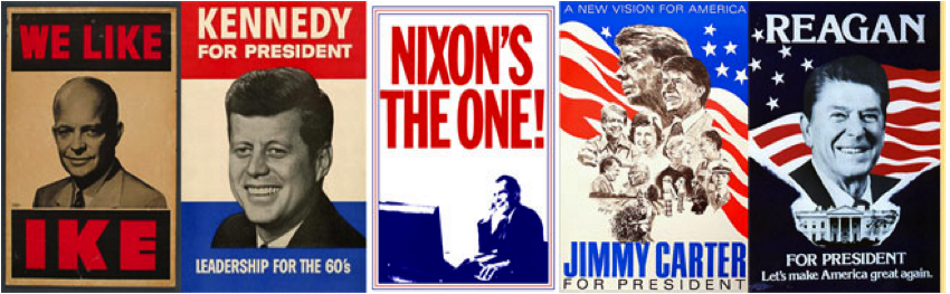 WE LIKE
IKE
KENNEDY
FOR PRESIDENT
LEADERSHIP FOR THE 60's
NIXON'S
THE ONE!
A NEW VISION FOR AMERICA
JIMMY CARTER
FOR PRESIDENT
REAGAN
FOR PRESIDENT
Let's make America great again.